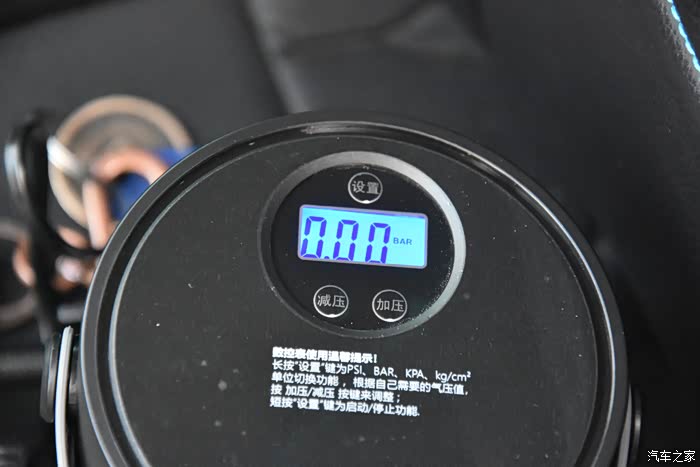 设置
0.00 BAR
减压 加压
数控表使用温馨提示!
长按"设置"键为PSI、BAR、KPA、kg/cm²
单位切换功能，根据自己需要的气压值,
按 加压/减压 按键来调整；
短按"设置"键为启动/停止功能.
汽车之家